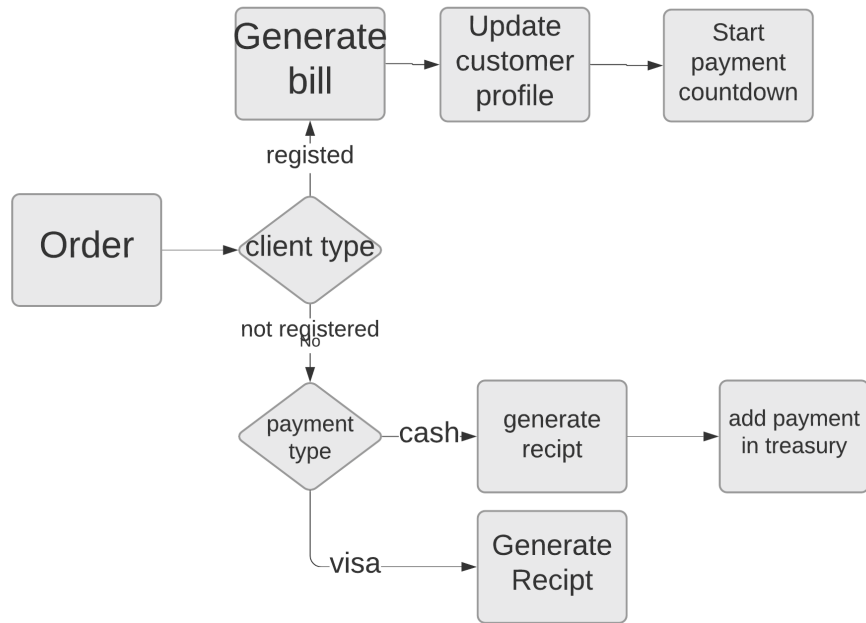 Generate
bill
Update
customer
profile
Start
payment
countdown
registed
Order
client type
not registered
No
payment
type
cash
generate
recipt
add payment
in treasury
visa
Generate
Recipt